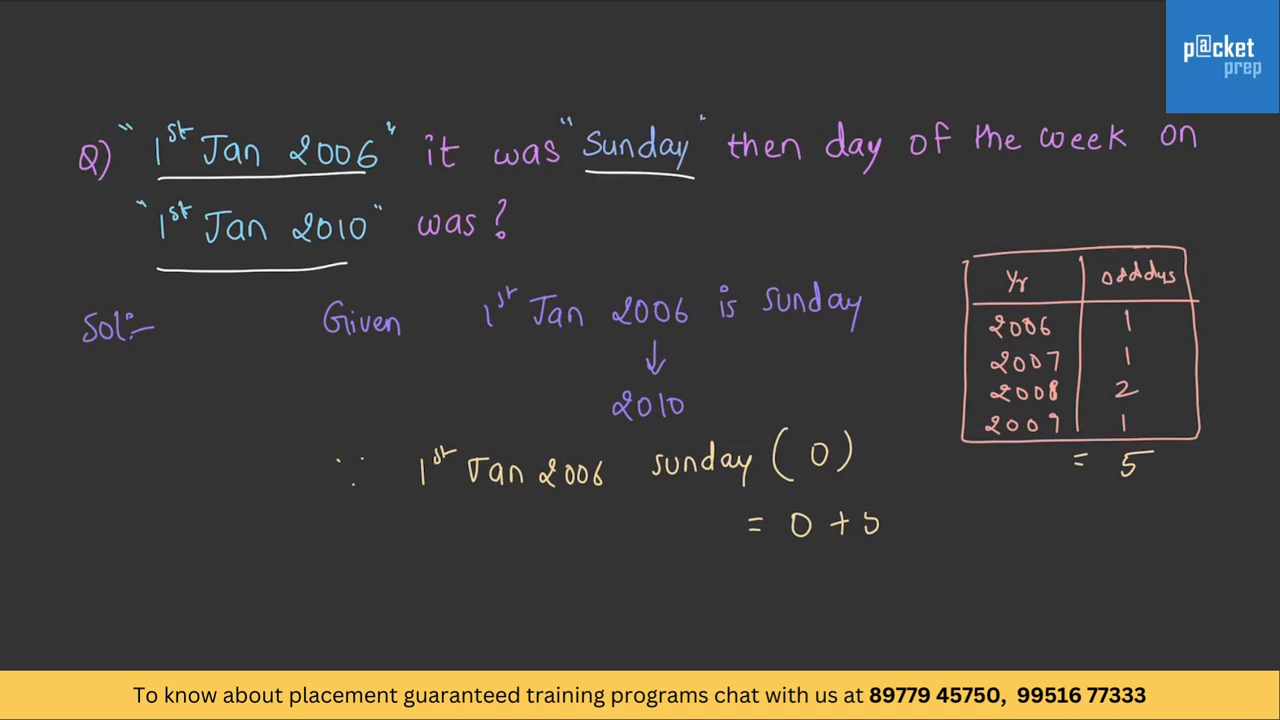 p@cket
prep
Q) "1st Jan 2006" it was "Sunday" then day of the week on
"1st Jan 2010" was?
Sol:- Given 1st Jan 2006 is sunday
↓
2010
∵ 1st Jan 2006 sunday (0)
= 0 + 5
Yr odddys
2006 1
2007 1
2008 2
2009 1
= 5
To know about placement guaranteed training programs chat with us at 89779 45750, 99516 77333